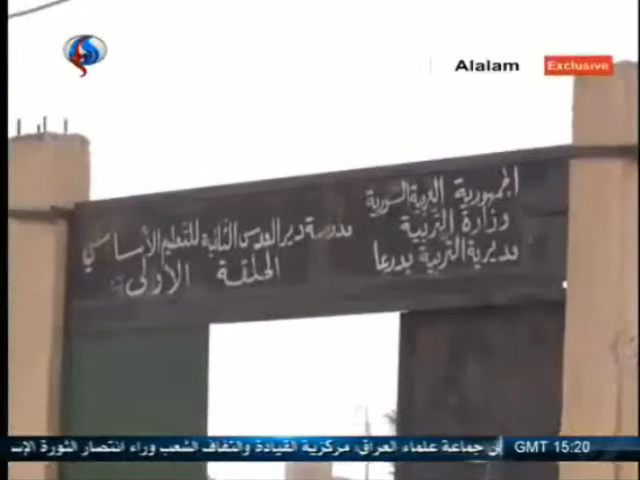 Alalam
Exclusive
الجمهورية العربية السورية
وزارة التربية
مديرية التربية بدرعا
مدرسة دير العدس الثانية للتعليم الأساسي
الحلقة الأولى
جماعة علماء العراق: مركزية القيادة والتفاف الشعب وراء انتصار الثورة الإس
GMT 15:20